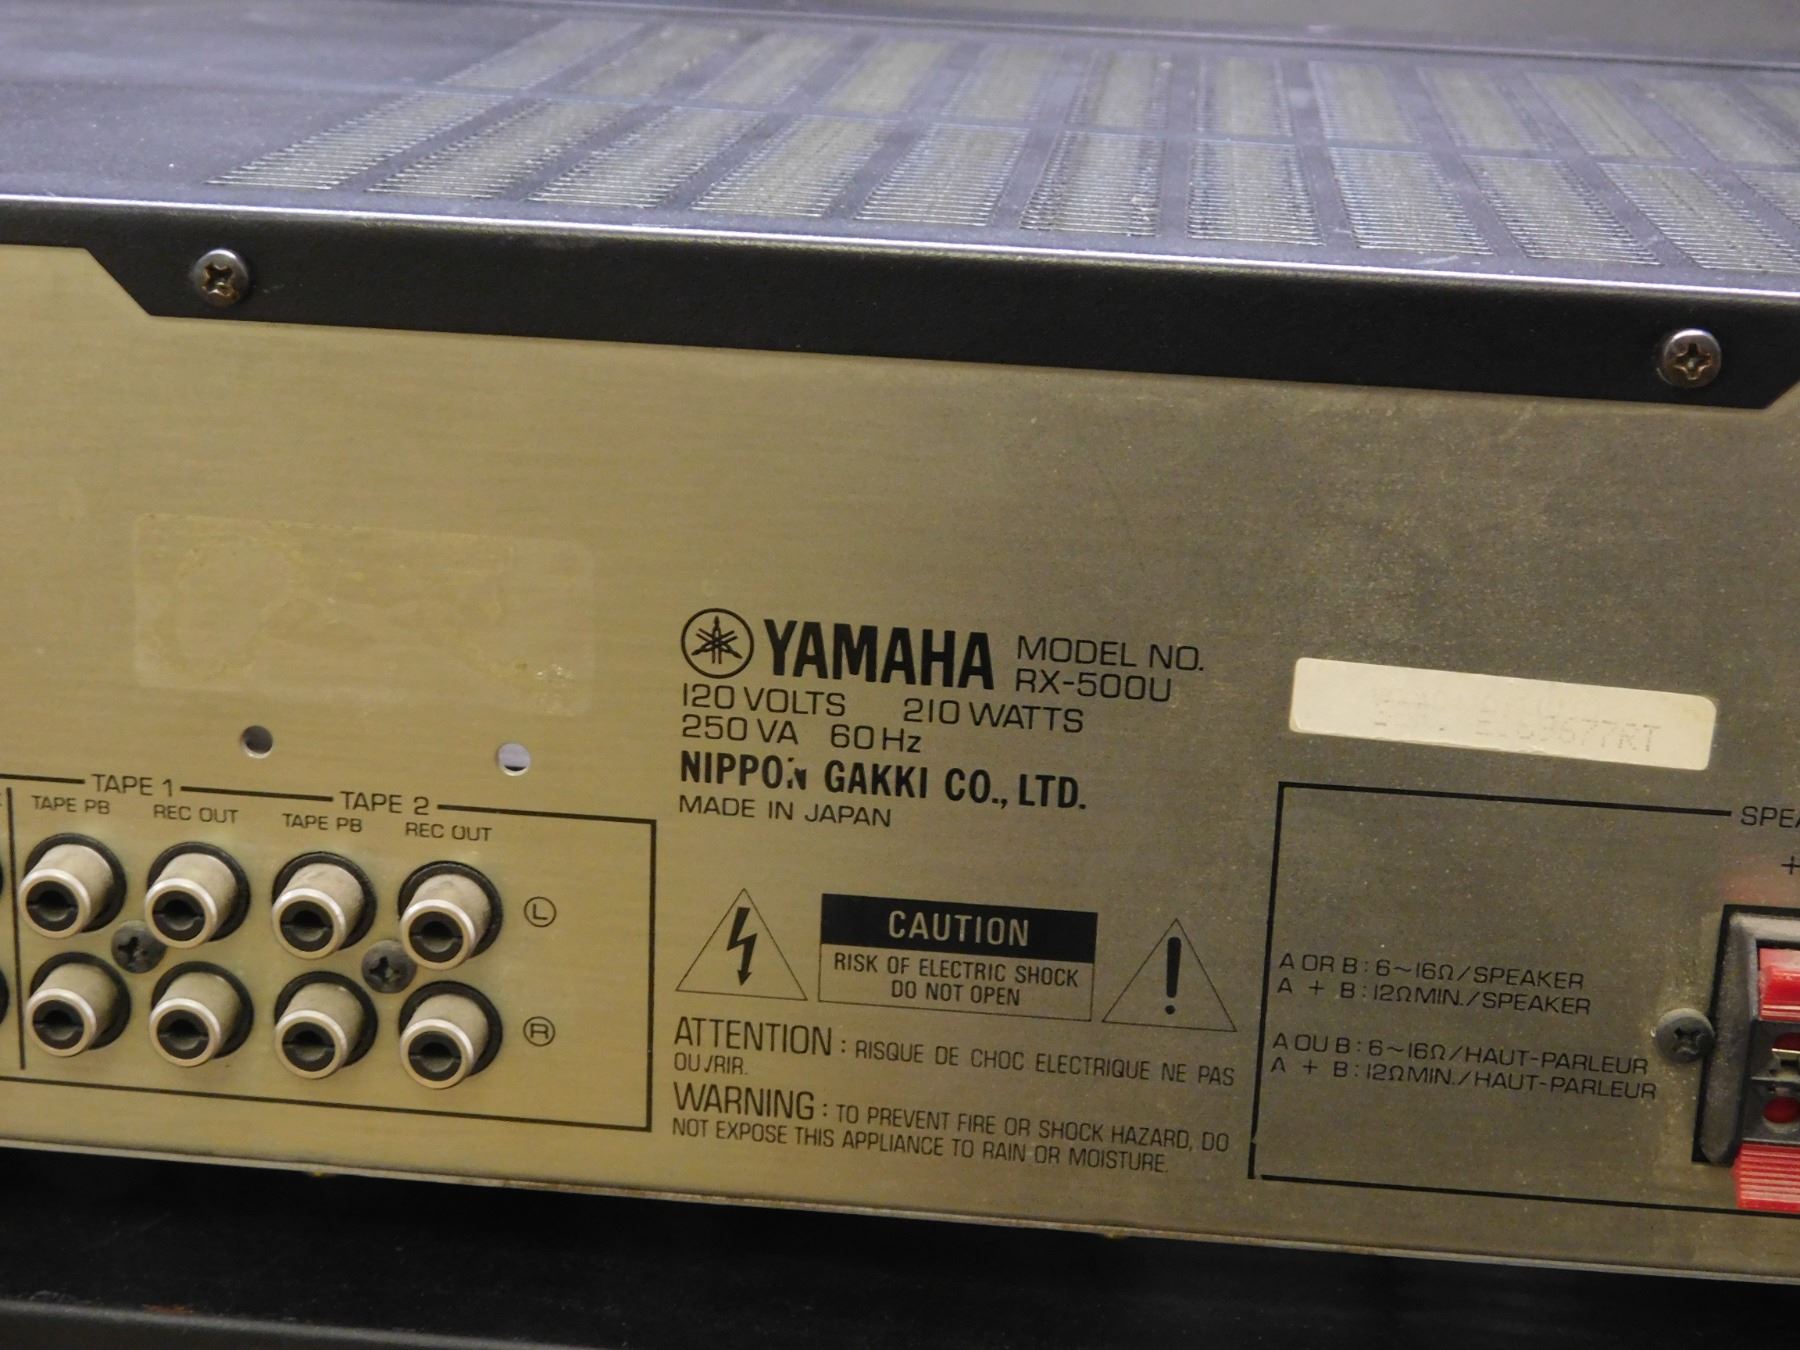 YAMAHA MODEL NO.
RX-500U
120 VOLTS 210 WATTS
250 VA 60 Hz
NIPPON GAKKI CO., LTD.
MADE IN JAPAN
TAPE 1 TAPE 2
TAPE PB REC OUT TAPE PB REC OUT
L
R
CAUTION
RISK OF ELECTRIC SHOCK
DO NOT OPEN
ATTENTION : RISQUE DE CHOC ELECTRIQUE NE PAS
OUVRIR.
WARNING : TO PREVENT FIRE OR SHOCK HAZARD, DO
NOT EXPOSE THIS APPLIANCE TO RAIN OR MOISTURE.
+
A OR B : 6~16Ω/SPEAKER
A + B : 12ΩMIN./SPEAKER
A OU B : 6~16Ω/HAUT-PARLEUR
A + B : 12ΩMIN./HAUT-PARLEUR